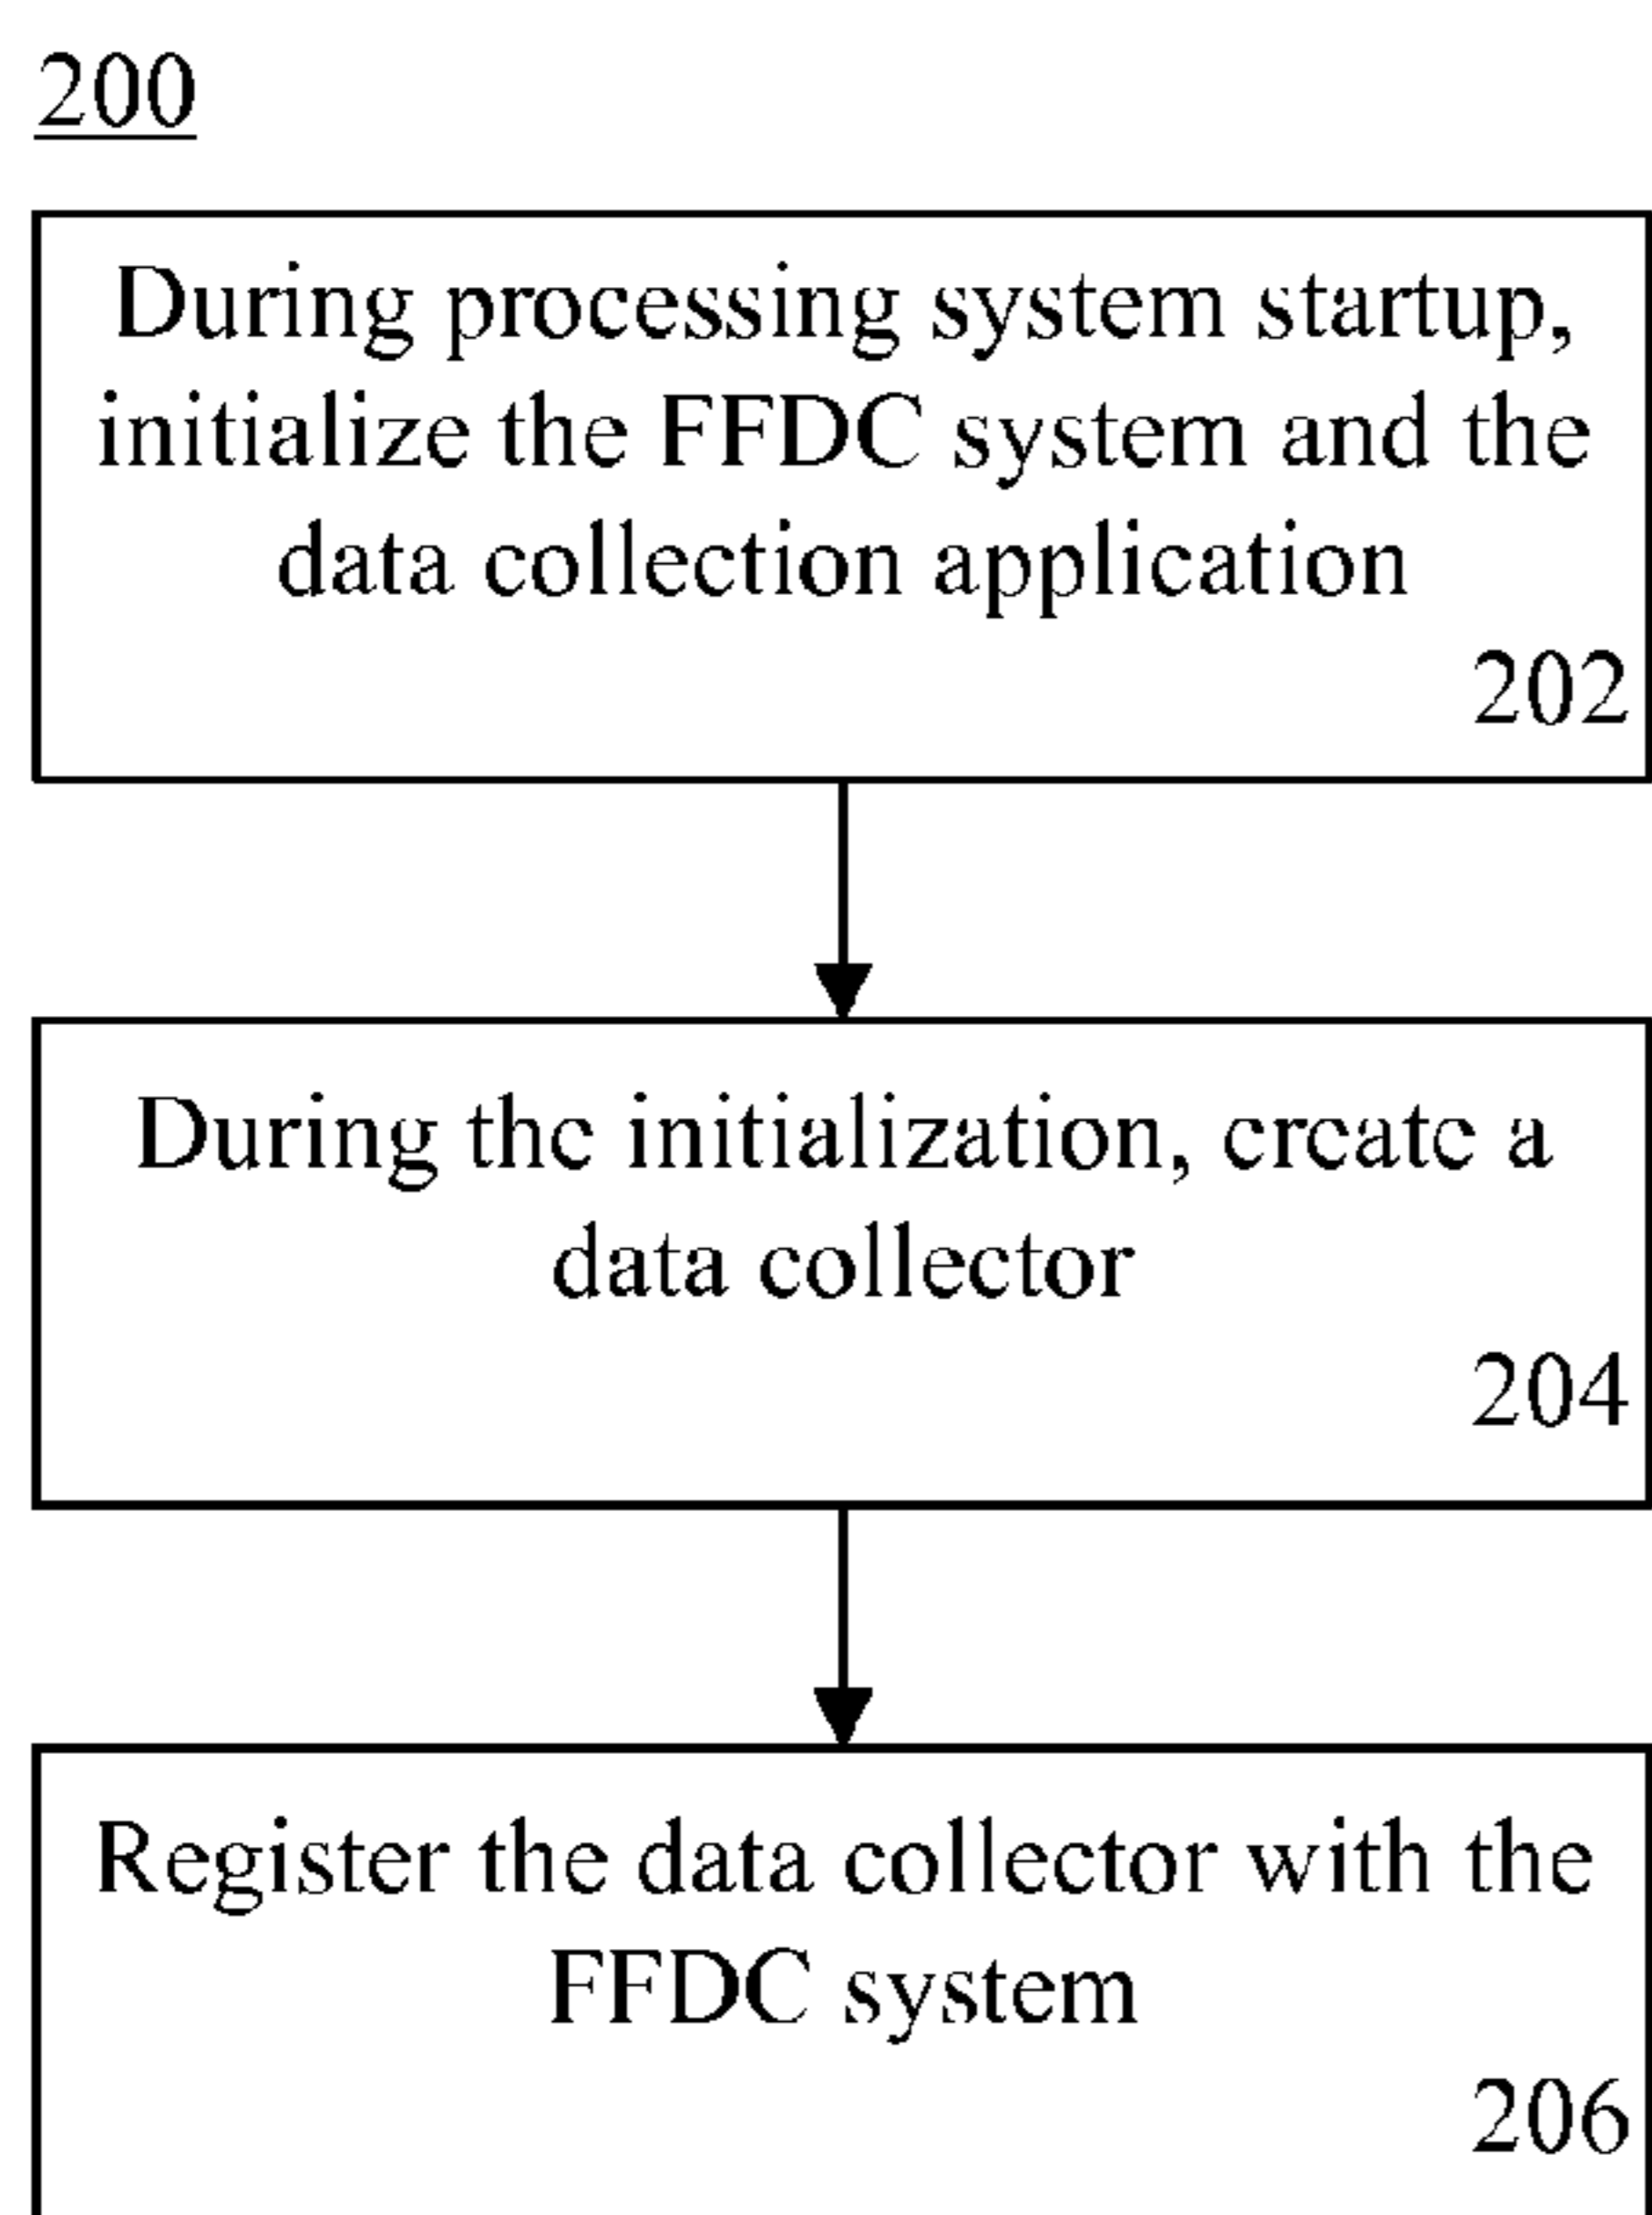 200
During processing system startup,
initialize the FFDC system and the
data collection application
202
During the initialization, create a
data collector
204
Register the data collector with the
FFDC system
206